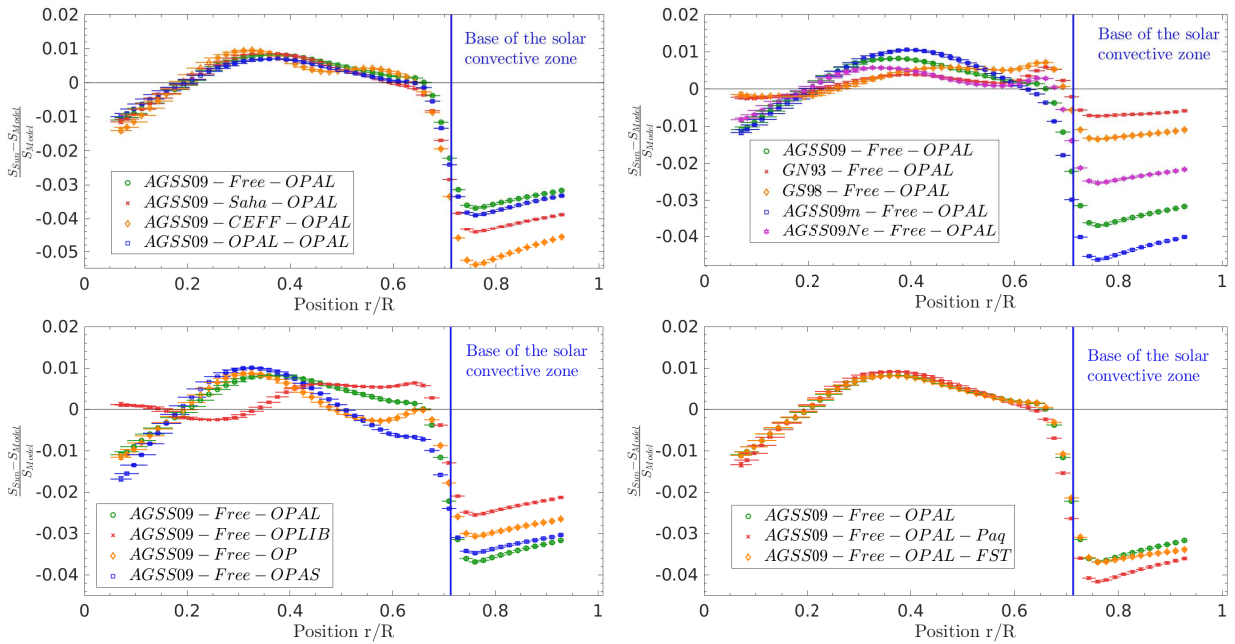 0.02
0.01
0
-0.01
-0.02
-0.03
-0.04
-0.05
S_Sun−S_Model
S_Model
Base of the solar
convective zone
AGSS09−Free−OPAL
AGSS09−Saha−OPAL
AGSS09−CEFF−OPAL
AGSS09−OPAL−OPAL
0 0.2 0.4 0.6 0.8 1
Position r/R
0.02
0.01
0
-0.01
-0.02
-0.03
-0.04
S_Sun−S_Model
S_Model
Base of the solar
convective zone
AGSS09−Free−OPAL
GN93−Free−OPAL
GS98−Free−OPAL
AGSS09m−Free−OPAL
AGSS09Ne−Free−OPAL
0 0.2 0.4 0.6 0.8 1
Position r/R
0.02
0.01
0
-0.01
-0.02
-0.03
-0.04
S_Sun−S_Model
S_Model
Base of the solar
convective zone
AGSS09−Free−OPAL
AGSS09−Free−OPLIB
AGSS09−Free−OP
AGSS09−Free−OPAS
0 0.2 0.4 0.6 0.8 1
Position r/R
0.02
0.01
0
-0.01
-0.02
-0.03
-0.04
S_Sun−S_Model
S_Model
Base of the solar
convective zone
AGSS09−Free−OPAL
AGSS09−Free−OPAL−Paq
AGSS09−Free−OPAL−FST
0 0.2 0.4 0.6 0.8 1
Position r/R